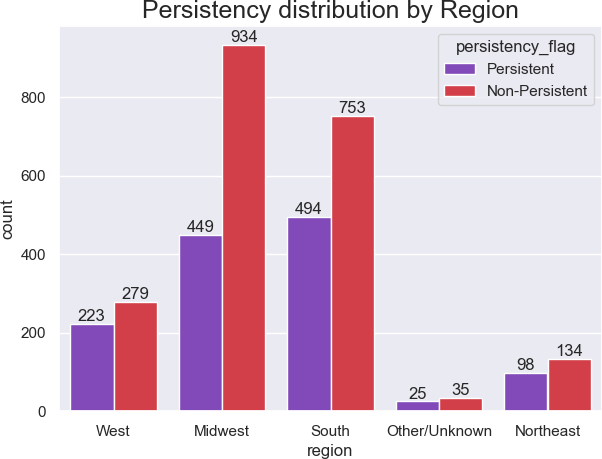 Persistency distribution by Region
persistency_flag
Persistent
Non-Persistent
count
800
600
400
200
0
223
279
449
934
494
753
25
35
98
134
West
Midwest
South
Other/Unknown
Northeast
region